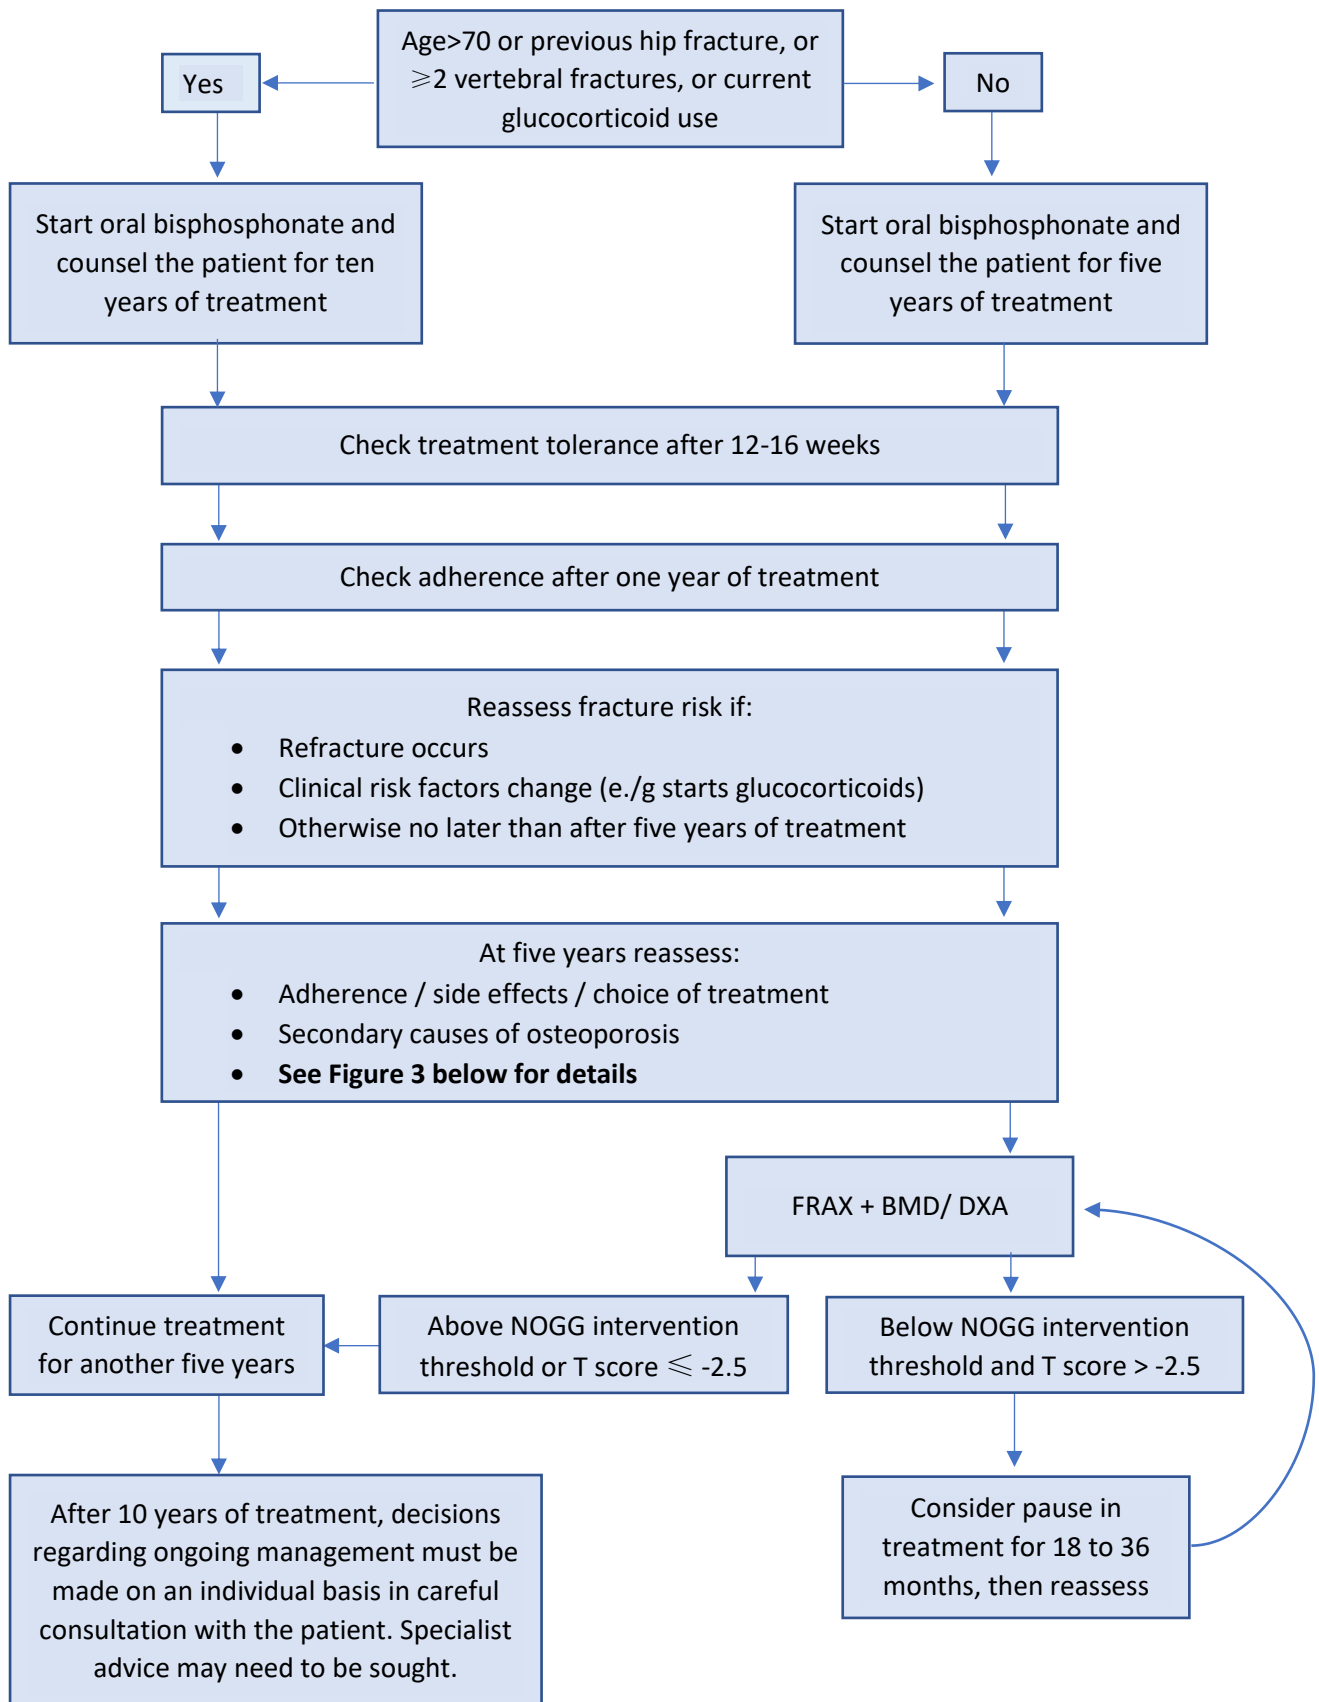 Age>70 or previous hip fracture, or
⩾2 vertebral fractures, or current
glucocorticoid use
Yes
No
Start oral bisphosphonate and
counsel the patient for ten
years of treatment
Start oral bisphosphonate and
counsel the patient for five
years of treatment
Check treatment tolerance after 12-16 weeks
Check adherence after one year of treatment
Reassess fracture risk if:
• Refracture occurs
• Clinical risk factors change (e./g starts glucocorticoids)
• Otherwise no later than after five years of treatment
At five years reassess:
• Adherence / side effects / choice of treatment
• Secondary causes of osteoporosis
• See Figure 3 below for details
FRAX + BMD/ DXA
Continue treatment
for another five years
Above NOGG intervention
threshold or T score ⩽ -2.5
Below NOGG intervention
threshold and T score > -2.5
After 10 years of treatment, decisions
regarding ongoing management must be
made on an individual basis in careful
consultation with the patient. Specialist
advice may need to be sought.
Consider pause in
treatment for 18 to 36
months, then reassess